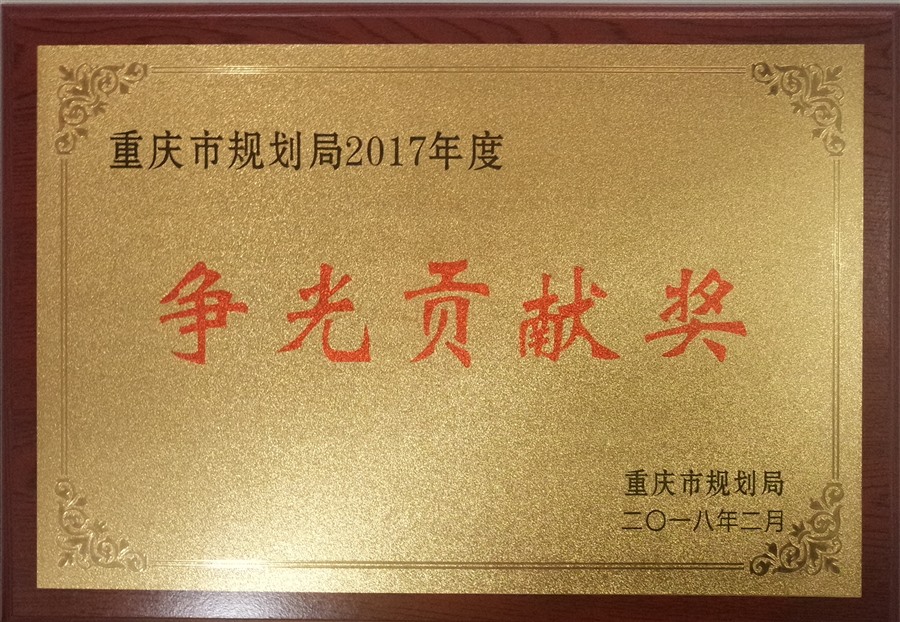 重庆市规划局2017年度
争光贡献奖
重庆市规划局
二〇一八年二月